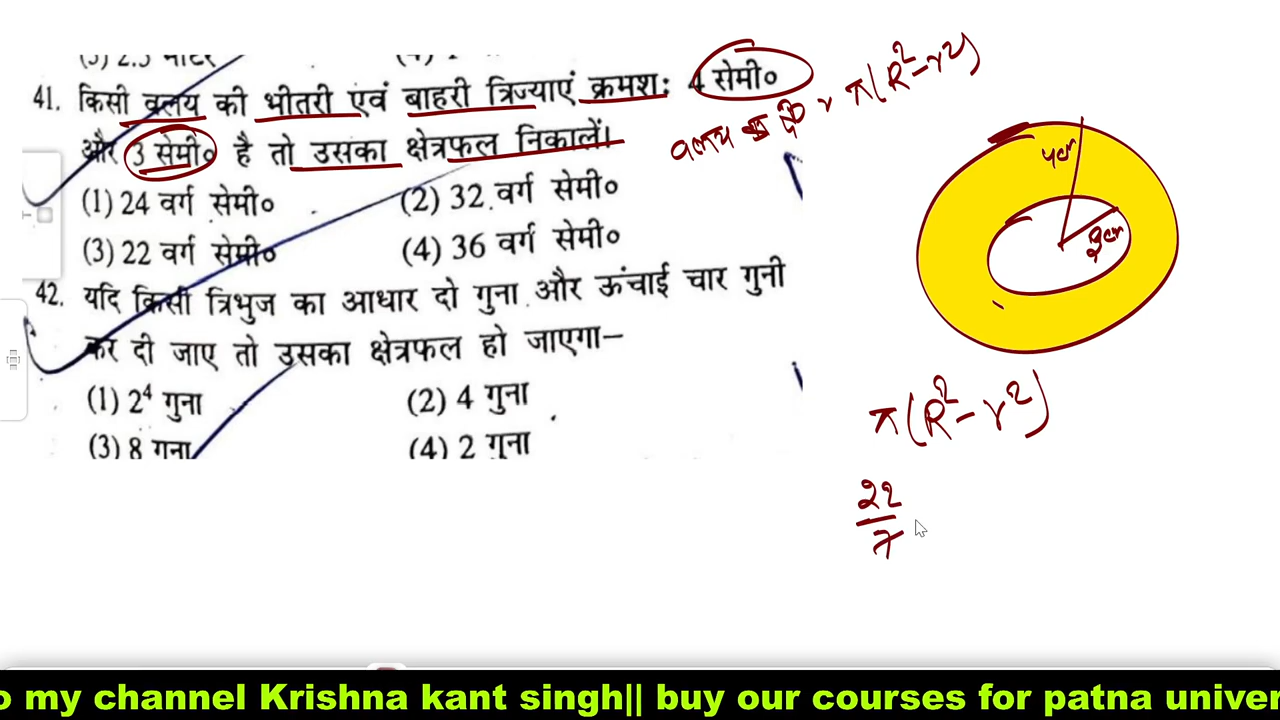 41. किसी वलय की भीतरी एवं बाहरी त्रिज्याएं क्रमशः 4 सेमी०
और 3 सेमी० है तो उसका क्षेत्रफल निकालें।
(1) 24 वर्ग सेमी०
(2) 32 वर्ग सेमी०
(3) 22 वर्ग सेमी०
(4) 36 वर्ग सेमी०
42. यदि किसी त्रिभुज का आधार दो गुना और ऊंचाई चार गुनी
कर दी जाए तो उसका क्षेत्रफल हो जाएगा–
(1) 2⁴ गुना
(2) 4 गुना
(3) 8 गुना
(4) 2 गुना
वलय π(R²-r²)
4cm
3cm
π(R²-r²)
22
7
o my channel Krishna kant singh|| buy our courses for patna univer